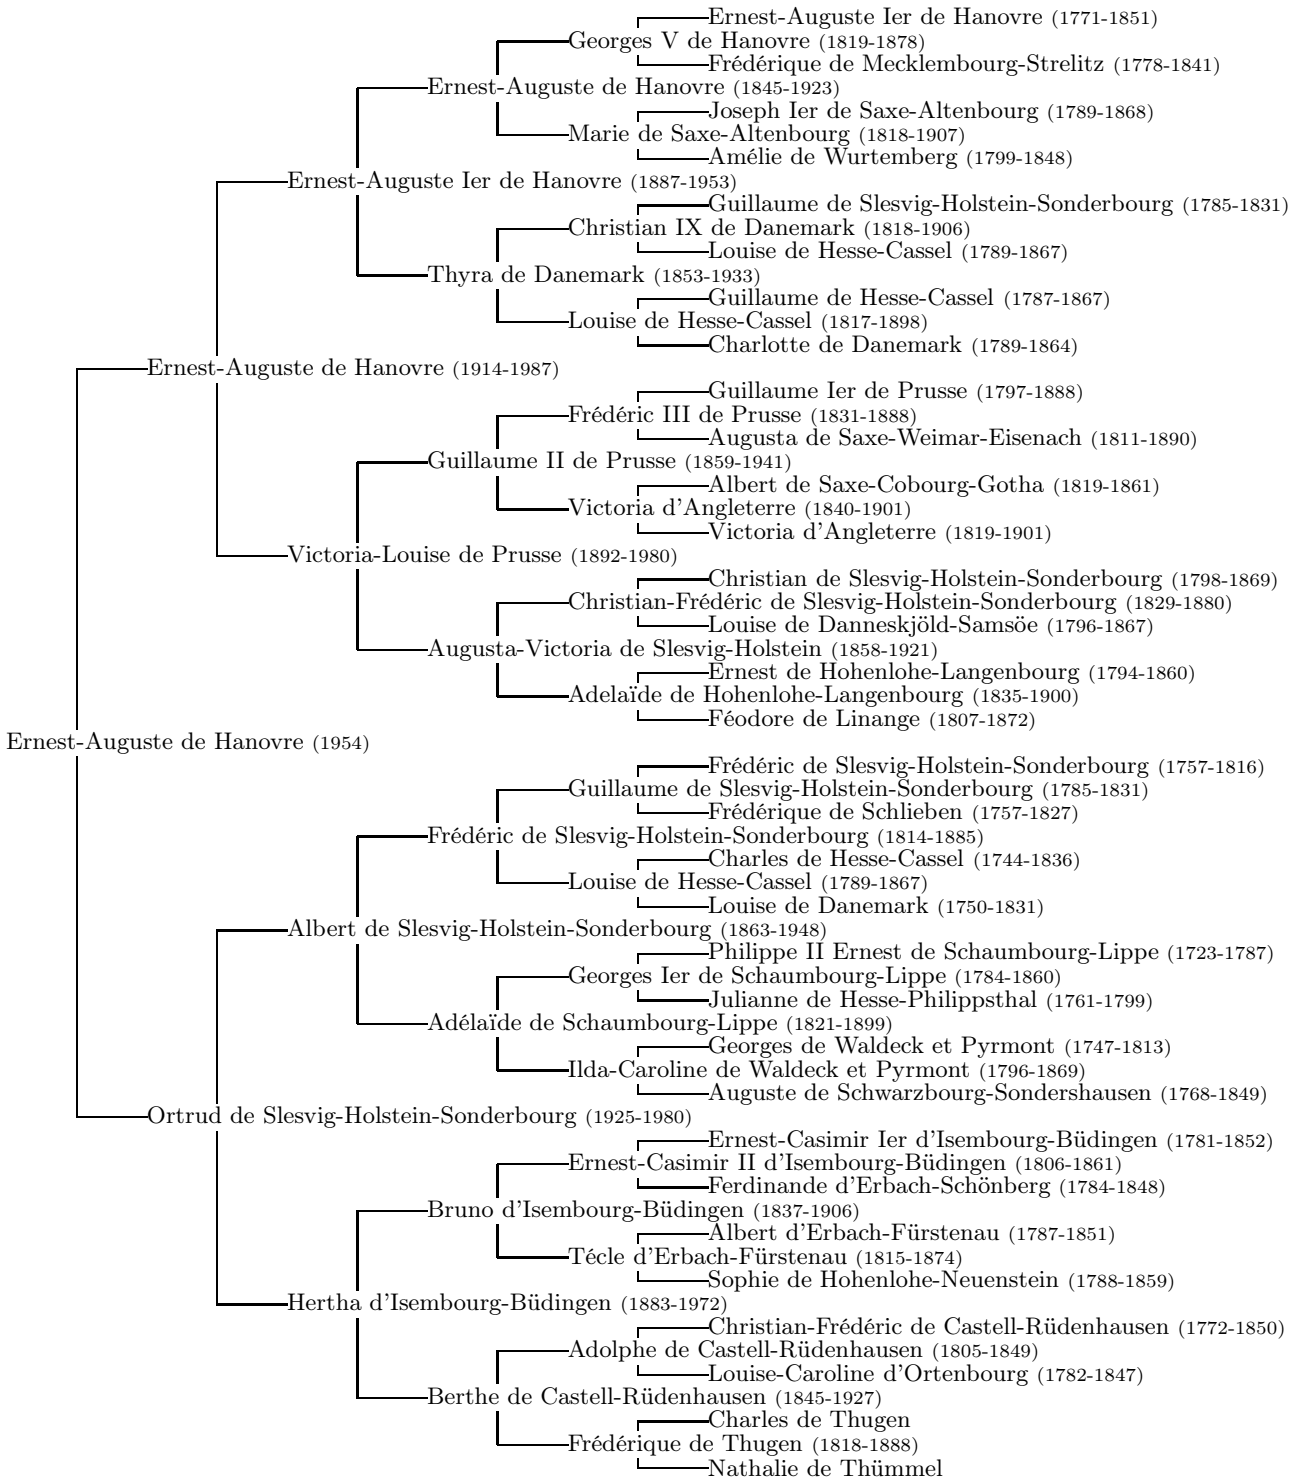 Ernest-Auguste Ier de Hanovre (1771-1851)
Georges V de Hanovre (1819-1878)
Frédérique de Mecklembourg-Strelitz (1778-1841)
Ernest-Auguste de Hanovre (1845-1923)
Joseph Ier de Saxe-Altenbourg (1789-1868)
Marie de Saxe-Altenbourg (1818-1907)
Amélie de Wurtemberg (1799-1848)
Ernest-Auguste Ier de Hanovre (1887-1953)
Guillaume de Slesvig-Holstein-Sonderbourg (1785-1831)
Christian IX de Danemark (1818-1906)
Louise de Hesse-Cassel (1789-1867)
Thyra de Danemark (1853-1933)
Guillaume de Hesse-Cassel (1787-1867)
Louise de Hesse-Cassel (1817-1898)
Charlotte de Danemark (1789-1864)
Ernest-Auguste de Hanovre (1914-1987)
Guillaume Ier de Prusse (1797-1888)
Frédéric III de Prusse (1831-1888)
Augusta de Saxe-Weimar-Eisenach (1811-1890)
Guillaume II de Prusse (1859-1941)
Albert de Saxe-Cobourg-Gotha (1819-1861)
Victoria d'Angleterre (1840-1901)
Victoria d'Angleterre (1819-1901)
Victoria-Louise de Prusse (1892-1980)
Christian de Slesvig-Holstein-Sonderbourg (1798-1869)
Christian-Frédéric de Slesvig-Holstein-Sonderbourg (1829-1880)
Louise de Danneskjöld-Samsöe (1796-1867)
Augusta-Victoria de Slesvig-Holstein (1858-1921)
Ernest de Hohenlohe-Langenbourg (1794-1860)
Adelaïde de Hohenlohe-Langenbourg (1835-1900)
Féodore de Linange (1807-1872)
Ernest-Auguste de Hanovre (1954)
Frédéric de Slesvig-Holstein-Sonderbourg (1757-1816)
Guillaume de Slesvig-Holstein-Sonderbourg (1785-1831)
Frédérique de Schlieben (1757-1827)
Frédéric de Slesvig-Holstein-Sonderbourg (1814-1885)
Charles de Hesse-Cassel (1744-1836)
Louise de Hesse-Cassel (1789-1867)
Louise de Danemark (1750-1831)
Albert de Slesvig-Holstein-Sonderbourg (1863-1948)
Philippe II Ernest de Schaumbourg-Lippe (1723-1787)
Georges Ier de Schaumbourg-Lippe (1784-1860)
Julianne de Hesse-Philippsthal (1761-1799)
Adélaïde de Schaumbourg-Lippe (1821-1899)
Georges de Waldeck et Pyrmont (1747-1813)
Ilda-Caroline de Waldeck et Pyrmont (1796-1869)
Auguste de Schwarzbourg-Sondershausen (1768-1849)
Ortrud de Slesvig-Holstein-Sonderbourg (1925-1980)
Ernest-Casimir Ier d'Isembourg-Büdingen (1781-1852)
Ernest-Casimir II d'Isembourg-Büdingen (1806-1861)
Ferdinande d'Erbach-Schönberg (1784-1848)
Bruno d'Isembourg-Büdingen (1837-1906)
Albert d'Erbach-Fürstenau (1787-1851)
Técle d'Erbach-Fürstenau (1815-1874)
Sophie de Hohenlohe-Neuenstein (1788-1859)
Hertha d'Isembourg-Büdingen (1883-1972)
Christian-Frédéric de Castell-Rüdenhausen (1772-1850)
Adolphe de Castell-Rüdenhausen (1805-1849)
Louise-Caroline d'Ortenbourg (1782-1847)
Berthe de Castell-Rüdenhausen (1845-1927)
Charles de Thugen
Frédérique de Thugen (1818-1888)
Nathalie de Thümmel